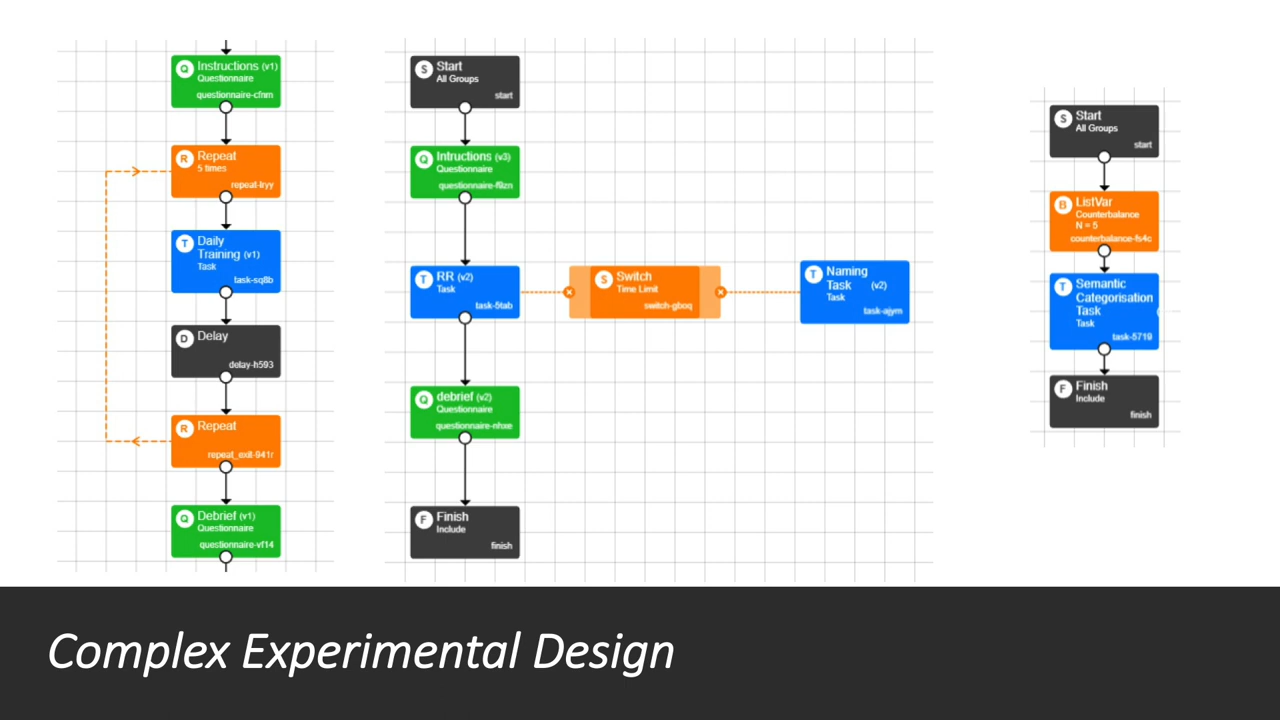 Q
Instructions (v1)
Questionnaire
questionnaire-cfnm
R
Repeat
5 times
repeat-lryy
T
Daily
Training (v1)
Task
task-sq8b
D
Delay
delay-h593
R
Repeat
repeat_exit-941r
Q
Debrief (v1)
Questionnaire
questionnaire-vf14
S
Start
All Groups
start
Q
Intructions (v3)
Questionnaire
questionnaire-f9zn
T
RR (v2)
Task
task-5tab
S
Switch
Time Limit
switch-gboq
T
Naming
Task (v2)
Task
task-ajym
Q
debrief (v2)
Questionnaire
questionnaire-nhxe
F
Finish
Include
finish
S
Start
All Groups
start
B
ListVar
Counterbalance
N = 5
counterbalance-fs4c
T
Semantic
Categorisation
Task
Task
task-5719
F
Finish
Include
finish
Complex Experimental Design